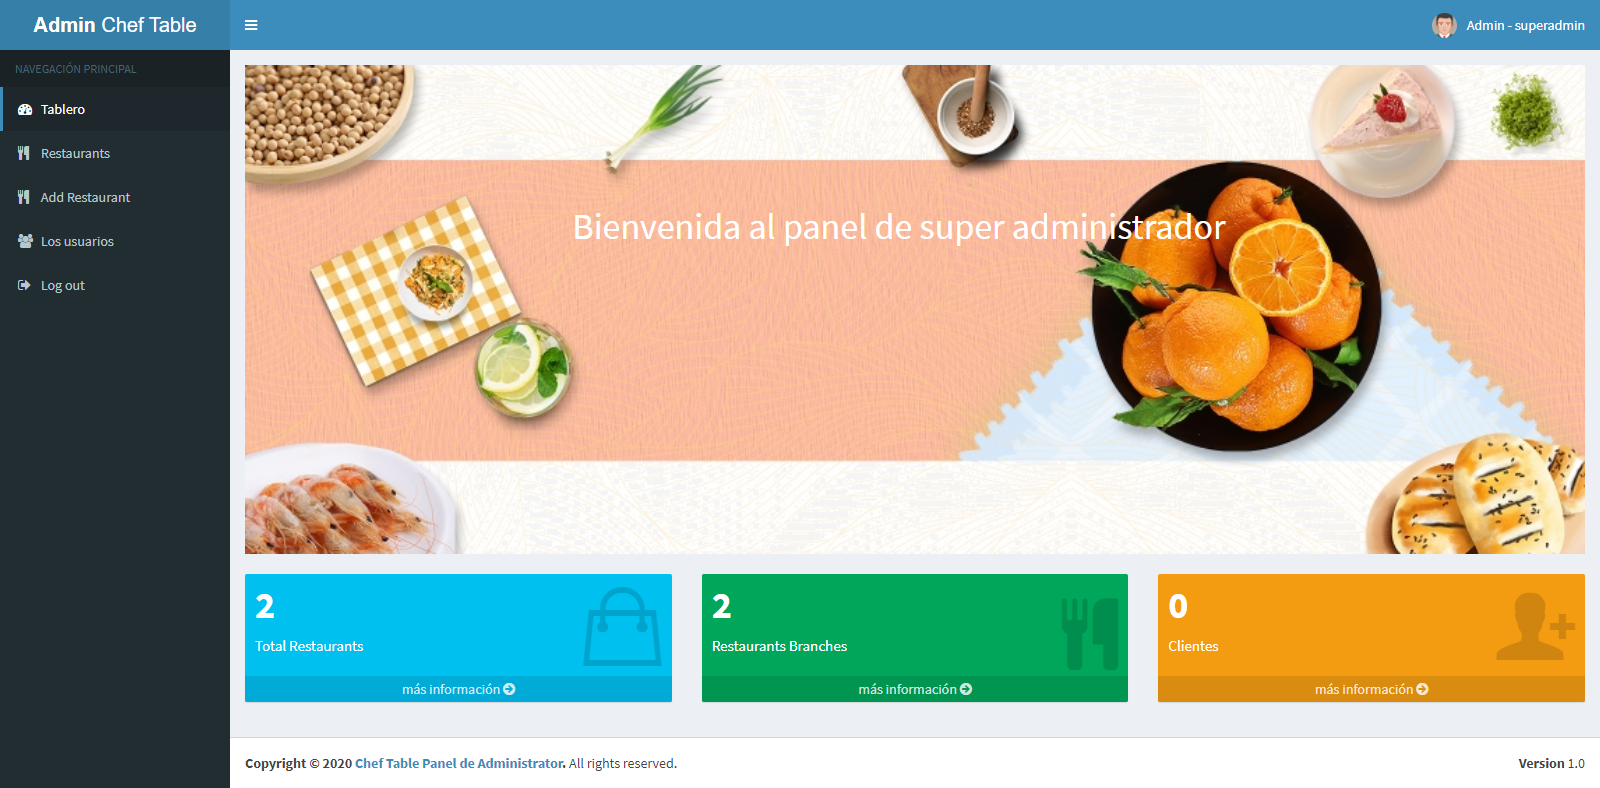 Admin Chef Table
Admin - superadmin
NAVEGACIÓN PRINCIPAL
Tablero
Restaurants
Add Restaurant
Los usuarios
Log out
Bienvenida al panel de super administrador
2
Total Restaurants
más información
2
Restaurants Branches
más información
0
Clientes
más información
Copyright © 2020 Chef Table Panel de Administrator. All rights reserved.
Version 1.0